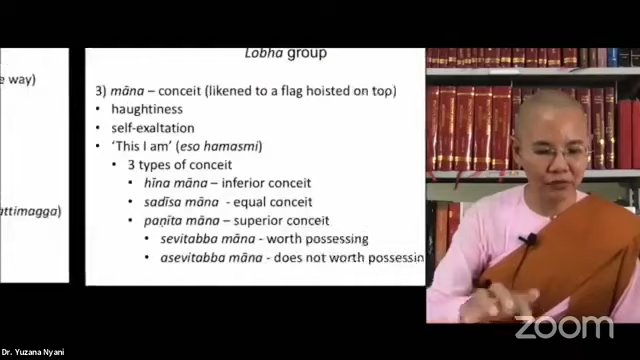 e way)
attimagga)
Lobha group
3) māna – conceit (likened to a flag hoisted on top)
• haughtiness
• self-exaltation
• 'This I am' (eso hamasmi)
• 3 types of conceit
• hīna māna – inferior conceit
• sadīsa māna - equal conceit
• paṇīta māna – superior conceit
• sevitabba māna - worth possessing
• asevitabba māna - does not worth possessin
zoom
Dr. Yuzana Nyani